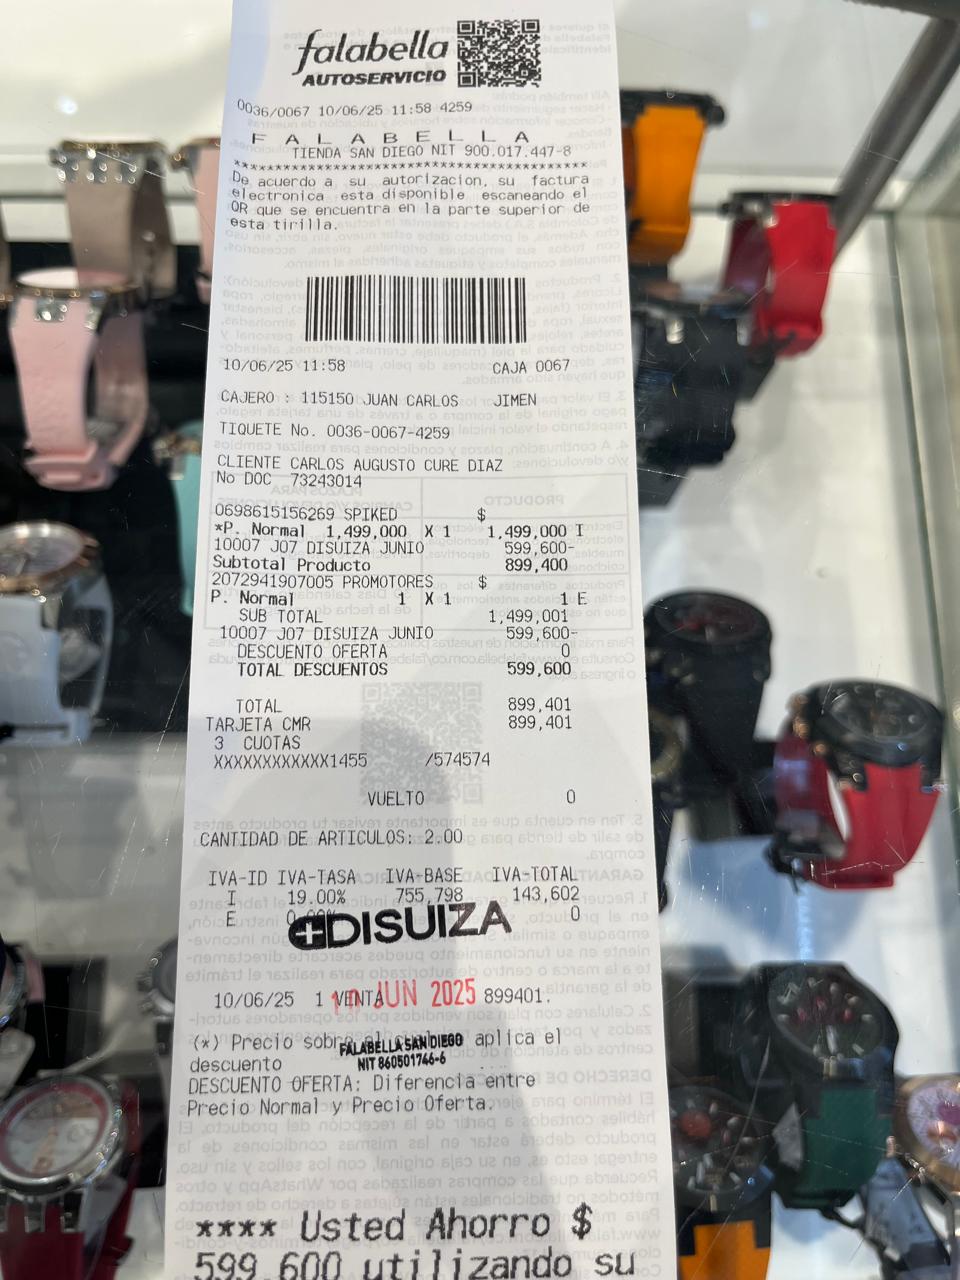 falabella
AUTOSERVICIO
0036/0067 10/06/25 11:58 4259
F A L A B E L L A
TIENDA SAN DIEGO NIT 900.017.447-8
************************************************
De acuerdo a su autorizacion, su factura
electronica esta disponible escaneando el
QR que se encuentra en la parte superior de
esta tirilla.
10/06/25 11:58 CAJA 0067
CAJERO : 115150 JUAN CARLOS JIMEN
TIQUETE No. 0036-0067-4259
CLIENTE CARLOS AUGUSTO CURE DIAZ
No DOC 73243014
0698615156269 SPIKED $
*P. Normal 1,499,000 X 1 1,499,000 I
10007 J07 DISUIZA JUNIO 599,600-
Subtotal Producto 899,400
2072941907005 PROMOTORES $
P. Normal 1 X 1 1 E
SUB TOTAL 1,499,001
10007 J07 DISUIZA JUNIO 599,600-
DESCUENTO OFERTA 0
TOTAL DESCUENTOS 599,600
TOTAL 899,401
TARJETA CMR 899,401
3 CUOTAS
XXXXXXXXXXXX1455 /574574
VUELTO 0
CANTIDAD DE ARTICULOS: 2.00
IVA-ID IVA-TASA IVA-BASE IVA-TOTAL
I 19.00% 755,798 143,602
E 0.00% 0
DISUIZA
10/06/25 1 VENTA 899401.
10 JUN 2025
(*) Precio sobre el aplica el
FALABELLA SAN DIEGO
descuento
NIT 860501746-6
DESCUENTO OFERTA: Diferencia entre
Precio Normal y Precio Oferta.
**** Usted Ahorro $
599,600 utilizando su